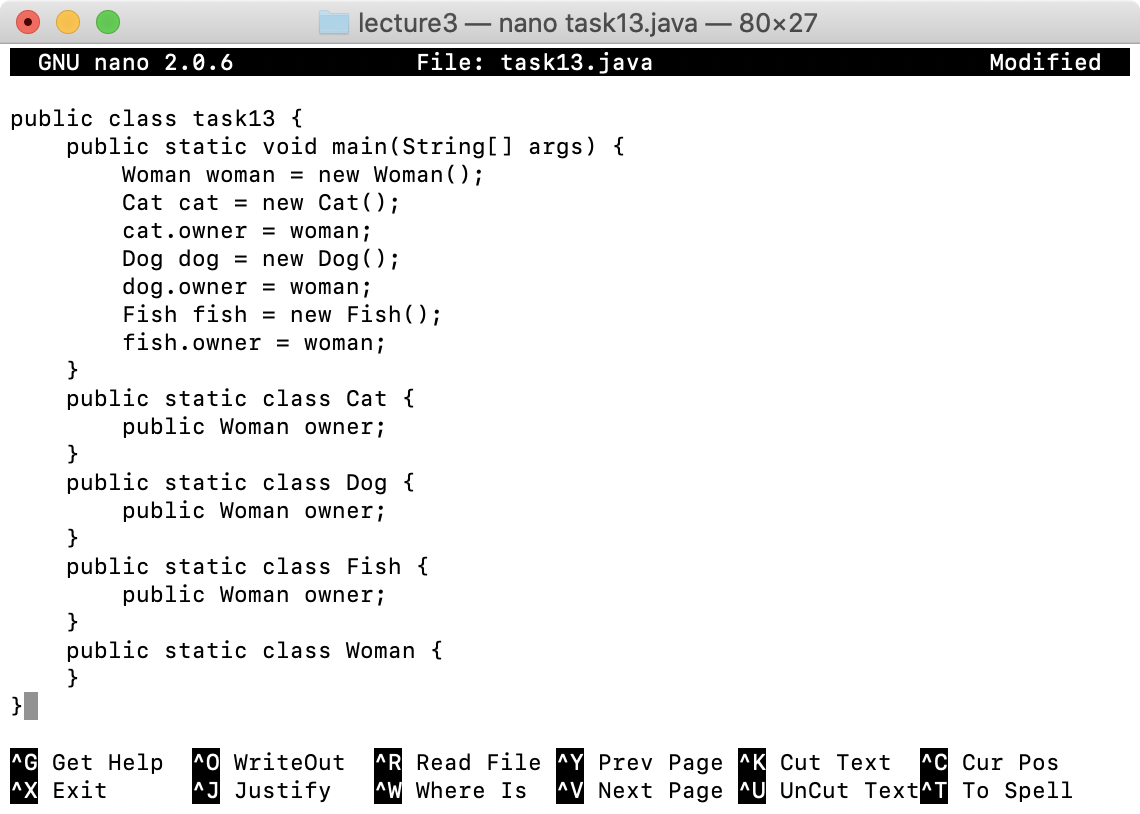 lecture3 — nano task13.java — 80×27
GNU nano 2.0.6 File: task13.java Modified
public class task13 {
    public static void main(String[] args) {
        Woman woman = new Woman();
        Cat cat = new Cat();
        cat.owner = woman;
        Dog dog = new Dog();
        dog.owner = woman;
        Fish fish = new Fish();
        fish.owner = woman;
    }
    public static class Cat {
        public Woman owner;
    }
    public static class Dog {
        public Woman owner;
    }
    public static class Fish {
        public Woman owner;
    }
    public static class Woman {
    }
}
^G Get Help ^O WriteOut ^R Read File ^Y Prev Page ^K Cut Text ^C Cur Pos
^X Exit ^J Justify ^W Where Is ^V Next Page ^U UnCut Text ^T To Spell